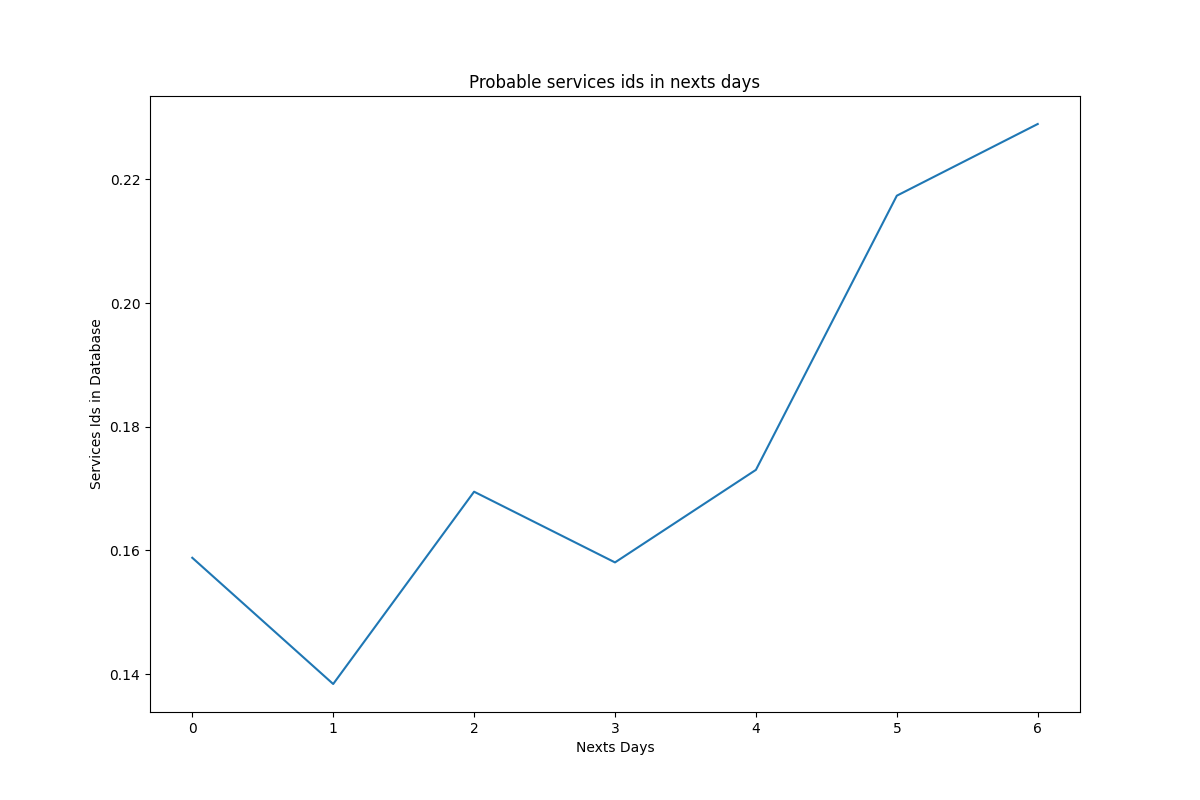 Probable services ids in nexts days
Services Ids in Database
0.22
0.20
0.18
0.16
0.14
0 1 2 3 4 5 6
Nexts Days